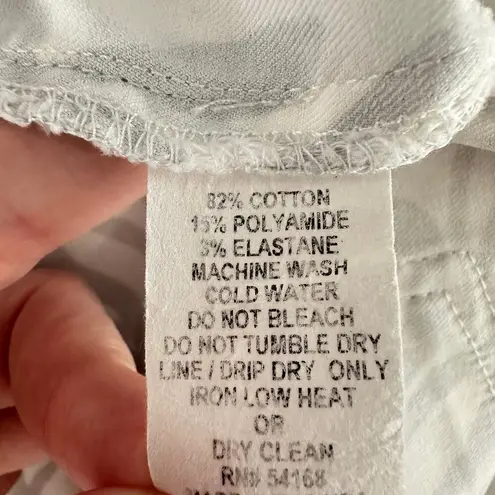 82% COTTON
15% POLYAMIDE
3% ELASTANE
MACHINE WASH
COLD WATER
DO NOT BLEACH
DO NOT TUMBLE DRY
LINE / DRIP DRY ONLY
IRON LOW HEAT
OR
DRY CLEAN
RN# 54168